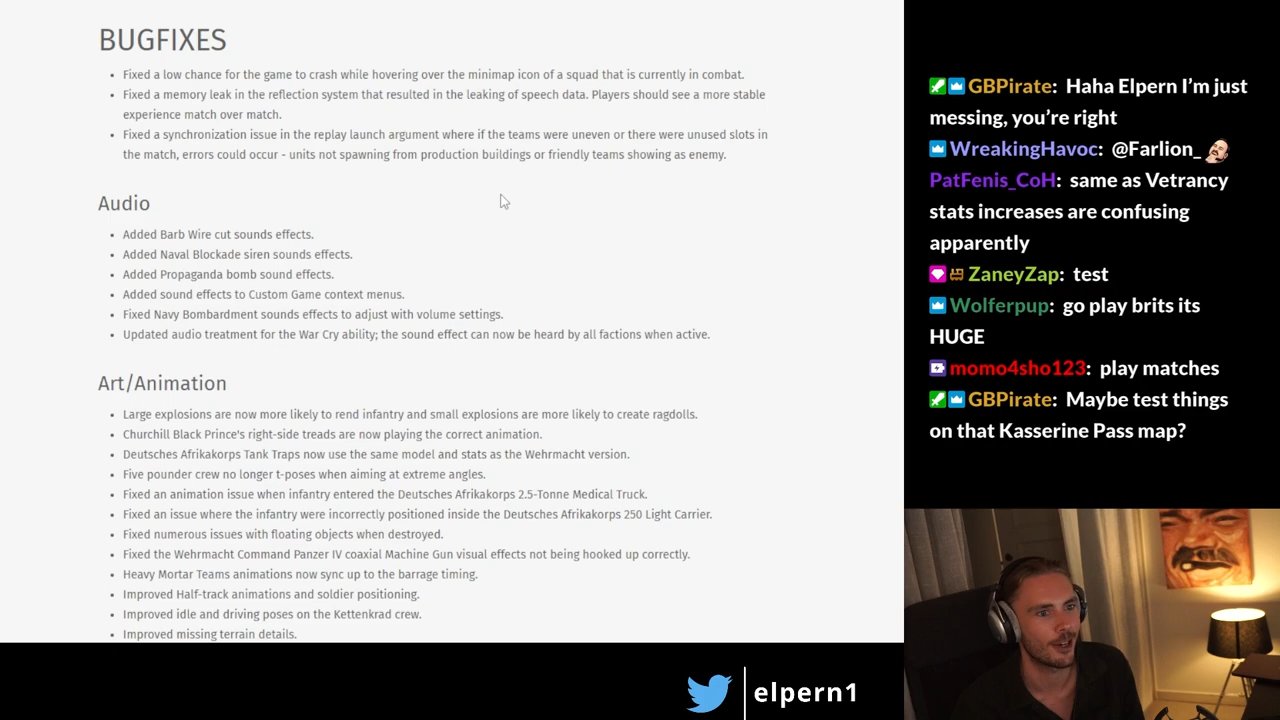 BUGFIXES
• Fixed a low chance for the game to crash while hovering over the minimap icon of a squad that is currently in combat.
• Fixed a memory leak in the reflection system that resulted in the leaking of speech data. Players should see a more stable
experience match over match.
• Fixed a synchronization issue in the replay launch argument where if the teams were uneven or there were unused slots in
the match, errors could occur - units not spawning from production buildings or friendly teams showing as enemy.
Audio
• Added Barb Wire cut sounds effects.
• Added Naval Blockade siren sounds effects.
• Added Propaganda bomb sound effects.
• Added sound effects to Custom Game context menus.
• Fixed Navy Bombardment sounds effects to adjust with volume settings.
• Updated audio treatment for the War Cry ability; the sound effect can now be heard by all factions when active.
Art/Animation
• Large explosions are now more likely to rend infantry and small explosions are more likely to create ragdolls.
• Churchill Black Prince's right-side treads are now playing the correct animation.
• Deutsches Afrikakorps Tank Traps now use the same model and stats as the Wehrmacht version.
• Five pounder crew no longer t-poses when aiming at extreme angles.
• Fixed an animation issue when infantry entered the Deutsches Afrikakorps 2.5-Tonne Medical Truck.
• Fixed an issue where the infantry were incorrectly positioned inside the Deutsches Afrikakorps 250 Light Carrier.
• Fixed numerous issues with floating objects when destroyed.
• Fixed the Wehrmacht Command Panzer IV coaxial Machine Gun visual effects not being hooked up correctly.
• Heavy Mortar Teams animations now sync up to the barrage timing.
• Improved Half-track animations and soldier positioning.
• Improved idle and driving poses on the Kettenkrad crew.
• Improved missing terrain details.
GBPirate: Haha Elpern I'm just
messing, you're right
WreakingHavoc: @Farlion_
PatFenis_CoH: same as Vetrancy
stats increases are confusing
apparently
ZaneyZap: test
Wolferpup: go play brits its
HUGE
momo4sho123: play matches
GBPirate: Maybe test things
on that Kasserine Pass map?
elpern1